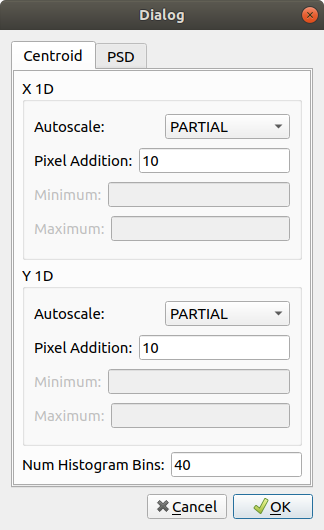 Dialog
Centroid PSD
X 1D
Autoscale: PARTIAL
Pixel Addition: 10
Minimum:
Maximum:
Y 1D
Autoscale: PARTIAL
Pixel Addition: 10
Minimum:
Maximum:
Num Histogram Bins: 40
Cancel OK